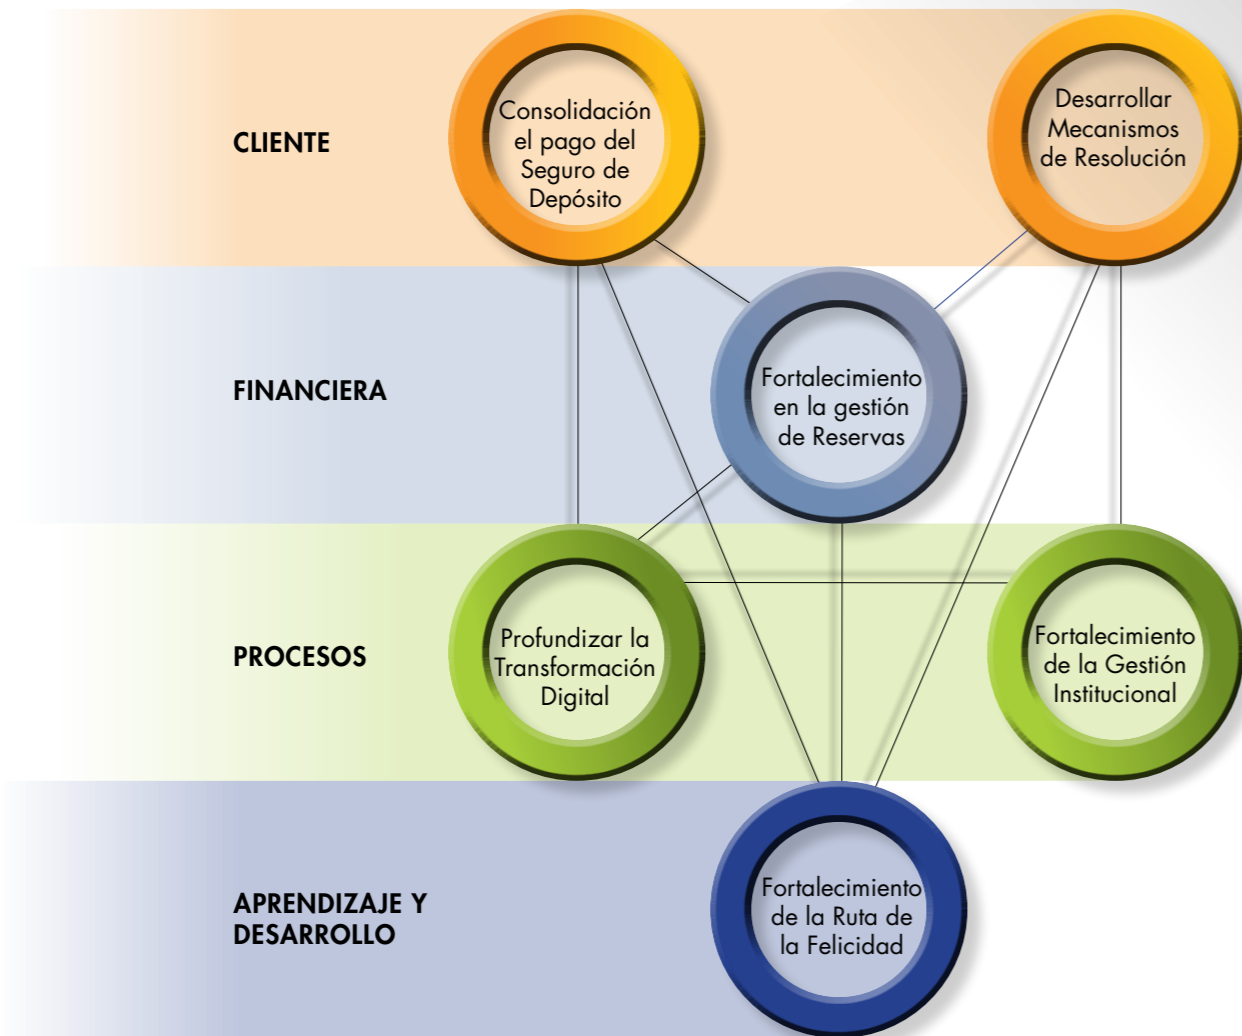 CLIENTE
Consolidación
el pago del
Seguro de
Depósito
Desarrollar
Mecanismos
de Resolución
FINANCIERA
Fortalecimiento
en la gestión
de Reservas
PROCESOS
Profundizar la
Transformación
Digital
Fortalecimiento
de la Gestión
Institucional
APRENDIZAJE Y
DESARROLLO
Fortalecimiento
de la Ruta de
la Felicidad